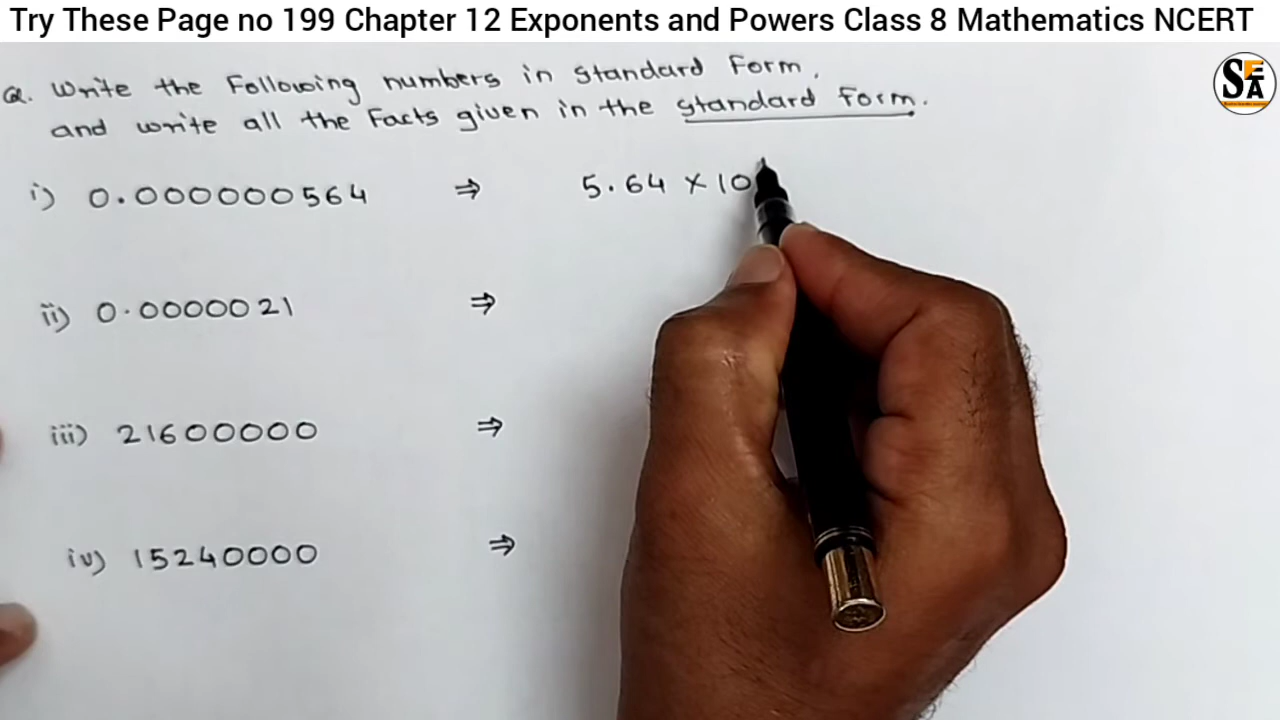 Try These Page no 199 Chapter 12 Exponents and Powers Class 8 Mathematics NCERT
Q. Write the Following numbers in standard Form,
and write all the Facts given in the standard Form.
i) 0.000000564 ⇒ 5.64 × 10
ii) 0.0000021 ⇒
iii) 21600000 ⇒
iv) 15240000 ⇒
SFEA